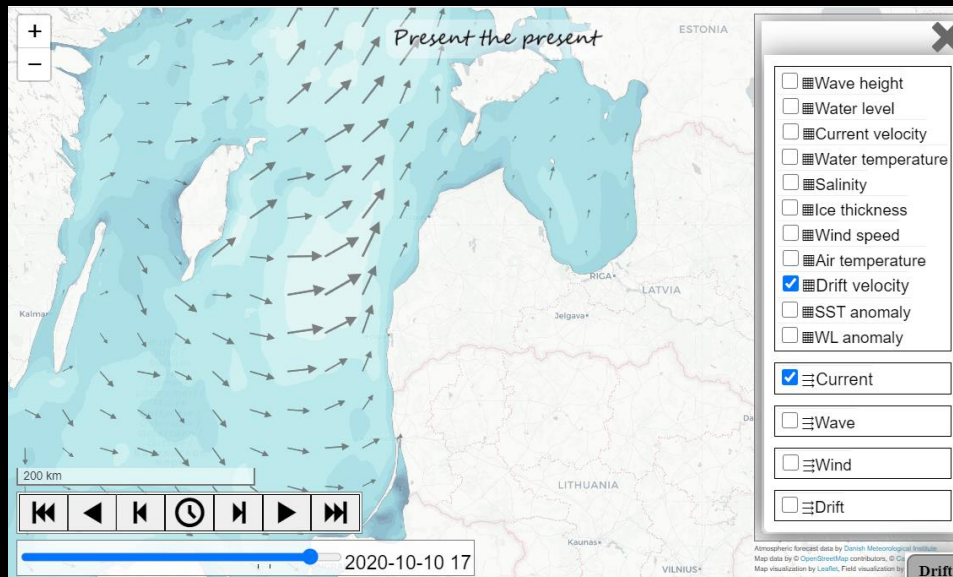 +
−
Present the present
ESTONIA
Kalmar
RIGA
LATVIA
Jelgava
Da
LITHUANIA
Kaunas
VILNIUS
200 km
2020-10-10 17
Wave height
Water level
Current velocity
Water temperature
Salinity
Ice thickness
Wind speed
Air temperature
Drift velocity
SST anomaly
WL anomaly
Current
Wave
Wind
Drift
Atmospheric forecast data by Danish Meteorological Institute
Map data by © OpenStreetMap contributors, ©
Map visualization by Leaflet, Field visualization by
Drift